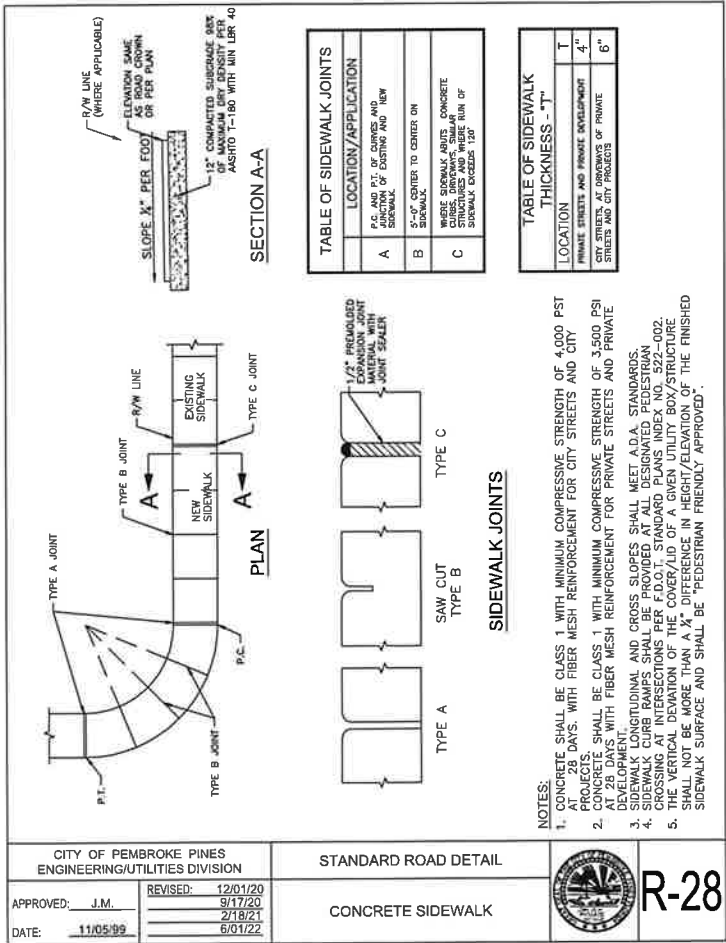 R/W LINE
(WHERE APPLICABLE)
ELEVATION SAME
AS ROAD CROWN
OR PER PLAN
SLOPE ¼" PER FOOT
12" COMPACTED SUBGRADE 98%
OF MAXIMUM DRY DENSITY PER
AASHTO T-180 WITH MIN LBR 40
SECTION A-A
TYPE A JOINT
TYPE B JOINT
R/W LINE
A
NEW
SIDEWALK
EXISTING
SIDEWALK
A
TYPE C JOINT
P.T.
P.C.
TYPE B JOINT
PLAN
TABLE OF SIDEWALK JOINTS
LOCATION/APPLICATION
A
P.C. AND P.T. OF CURVES AND
JUNCTION OF EXISTING AND NEW
SIDEWALK.
B
5'-0" CENTER TO CENTER ON
SIDEWALK.
C
WHERE SIDEWALK ABUTS CONCRETE
CURBS, DRIVEWAYS, SIMILAR
STRUCTURES AND WHERE RUN OF
SIDEWALK EXCEEDS 120'
1/2" PREMOLDED
EXPANSION JOINT
MATERIAL WITH
JOINT SEALER
TYPE A
SAW CUT
TYPE B
TYPE C
SIDEWALK JOINTS
TABLE OF SIDEWALK
THICKNESS - "T"
LOCATION
T
PRIVATE STREETS AND PRIVATE DEVELOPMENT
4"
CITY STREETS, AT DRIVEWAYS OF PRIVATE
STREETS AND CITY PROJECTS
6"
NOTES:
1. CONCRETE SHALL BE CLASS 1 WITH MINIMUM COMPRESSIVE STRENGTH OF 4,000 PST
AT 28 DAYS. WITH FIBER MESH REINFORCEMENT FOR CITY STREETS AND CITY
PROJECTS.
2. CONCRETE SHALL BE CLASS 1 WITH MINIMUM COMPRESSIVE STRENGTH OF 3,500 PSI
AT 28 DAYS WITH FIBER MESH REINFORCEMENT FOR PRIVATE STREETS AND PRIVATE
DEVELOPMENT.
3. SIDEWALK LONGITUDINAL AND CROSS SLOPES SHALL MEET A.D.A. STANDARDS.
4. SIDEWALK CURB RAMPS SHALL BE PROVIDED AT ALL DESIGNATED PEDESTRIAN
CROSSING AT INTERSECTIONS PER F.D.O.T. STANDARD PLANS INDEX NO. 522-002.
5. THE VERTICAL DEVIATION OF THE COVER/LID OF A GIVEN UTILITY BOX/STRUCTURE
SHALL NOT BE MORE THAN A ¼" DIFFERENCE IN HEIGHT/ELEVATION OF THE FINISHED
SIDEWALK SURFACE AND SHALL BE "PEDESTRIAN FRIENDLY APPROVED".
CITY OF PEMBROKE PINES
ENGINEERING/UTILITIES DIVISION
APPROVED: J.M.
DATE: 11/05/99
REVISED: 12/01/20
9/17/20
2/18/21
6/01/22
STANDARD ROAD DETAIL
CONCRETE SIDEWALK
R-28